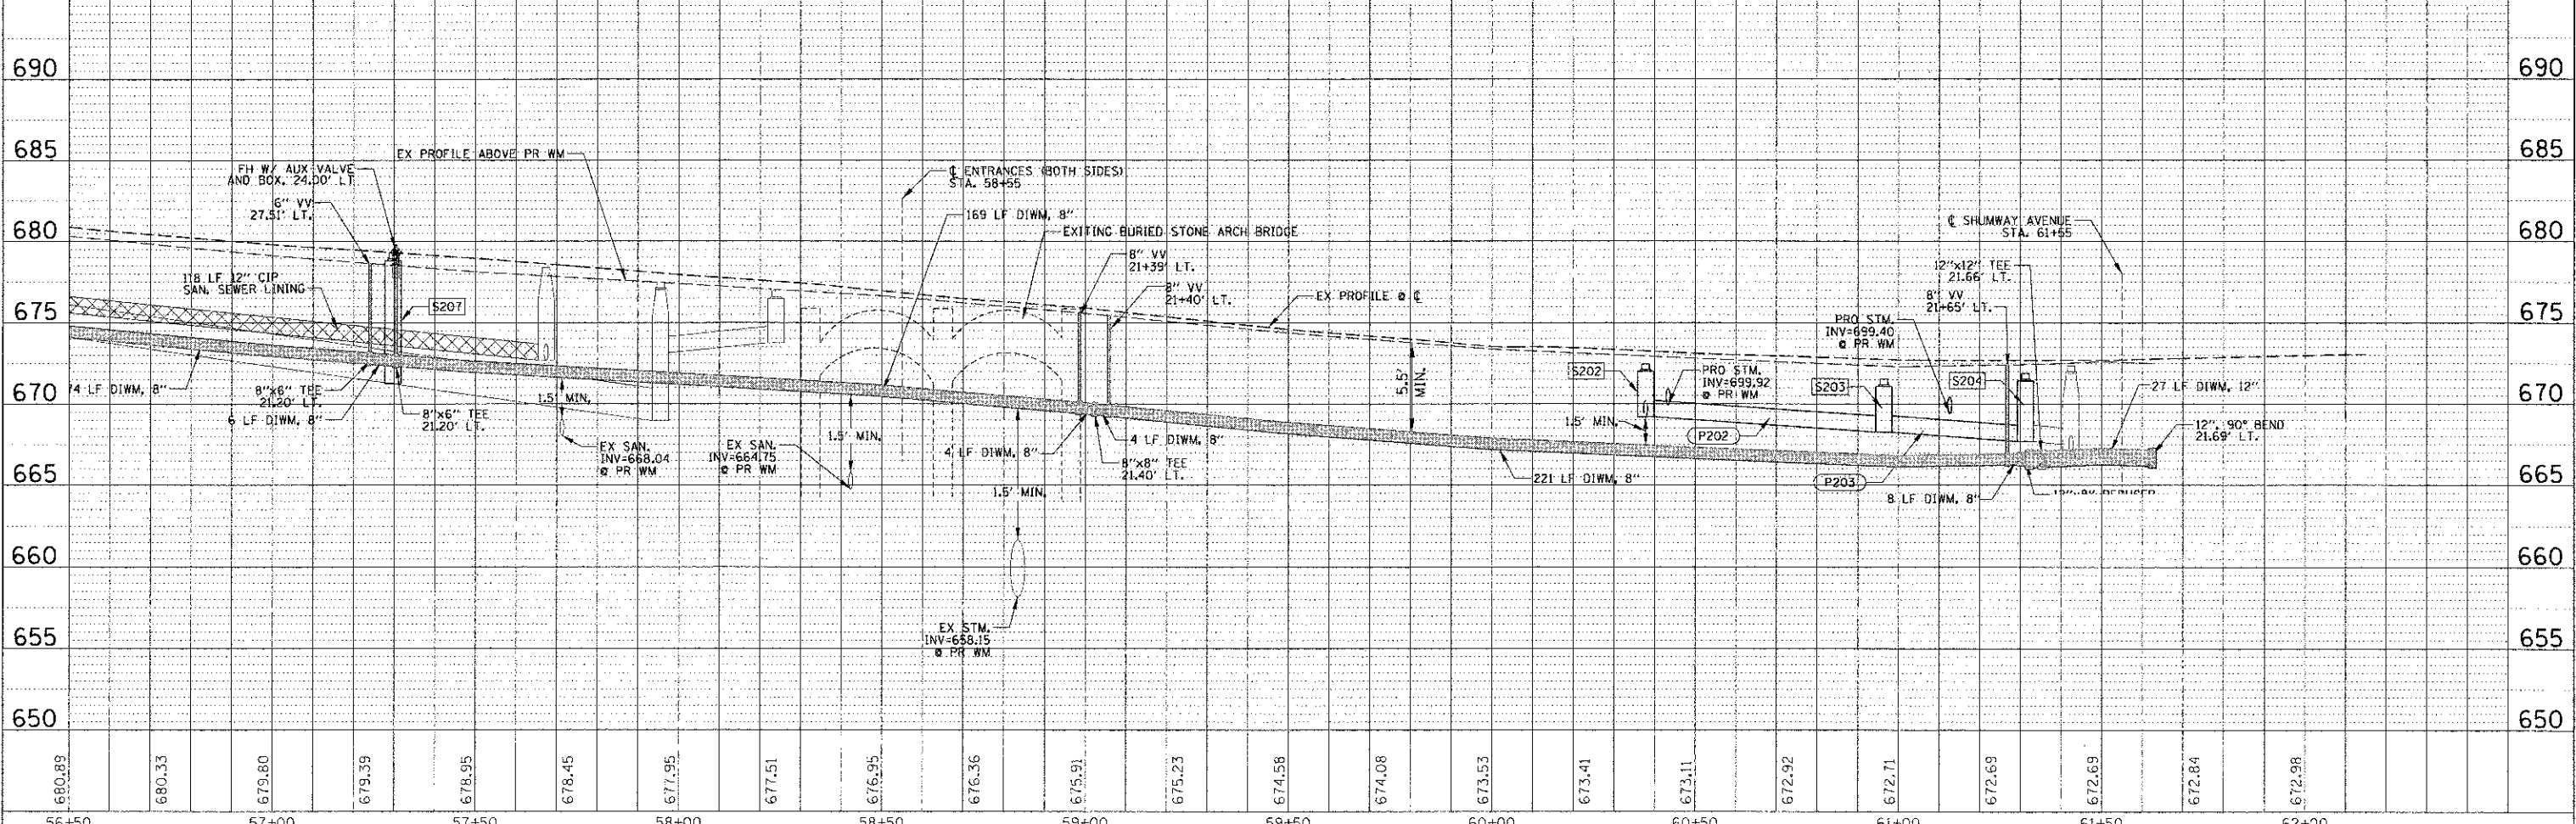 690
690
685
685
680
680
675
675
670
670
665
665
660
660
655
655
650
650
EX PROFILE ABOVE PR WM
FH W/ AUX VALVE
AND BOX, 24.00' LT
6" VV
27.51' LT.
118 LF 12" CIP
SAN. SEWER LINING
S207
74 LF DIWM, 8"
8"x6" TEE
21.20' LT.
6 LF DIWM, 8"
8"x6" TEE
21.20' LT.
1.5' MIN.
EX SAN.
INV=668.04
@ PR WM
EX SAN.
INV=664.75
@ PR WM
1.5' MIN.
℄ ENTRANCES (BOTH SIDES)
STA. 58+55
169 LF DIWM, 8"
EXITING BURIED STONE ARCH BRIDGE
8" VV
21+39' LT.
8" VV
21+40' LT.
EX PROFILE @ ℄
4 LF DIWM, 8"
4 LF DIWM, 8"
8"x8" TEE
21.40' LT.
1.5' MIN.
EX STM.
INV=658.15
@ PR WM
5.5'
MIN.
221 LF DIWM, 8"
S202
PRO STM.
INV=699.92
@ PR WM
1.5' MIN.
P202
PRO STM.
INV=699.40
@ PR WM
S203
P203
℄ SHUMWAY AVENUE
STA. 61+55
12"x12" TEE
21.66' LT.
8" VV
21+65' LT.
S204
27 LF DIWM, 12"
12", 90° BEND
21.69' LT.
8 LF DIWM, 8"
12"x8" REDUSER
680.89
680.33
679.80
679.39
678.95
678.45
677.95
677.51
676.95
676.36
675.91
675.23
674.58
674.08
673.53
673.41
673.11
672.92
672.71
672.69
672.69
672.84
672.98
56+50
57+00
57+50
58+00
58+50
59+00
59+50
60+00
60+50
61+00
61+50
62+00